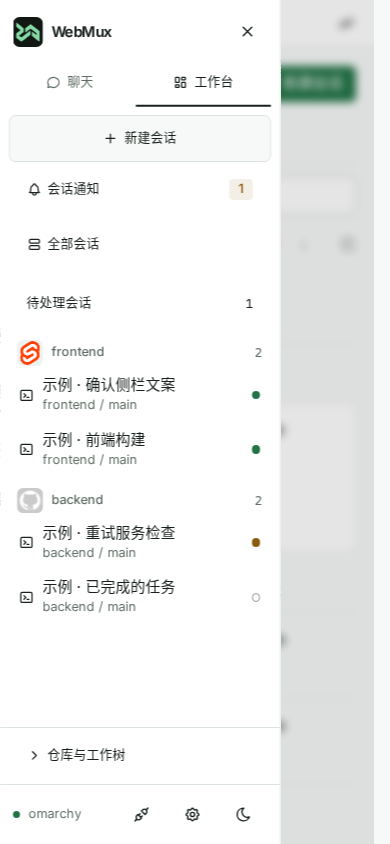 WebMux
聊天
工作台
新建会话
会话通知
1
全部会话
待处理会话
1
frontend
2
示例 · 确认侧栏文案
frontend / main
示例 · 前端构建
frontend / main
backend
2
示例 · 重试服务检查
backend / main
示例 · 已完成的任务
backend / main
仓库与工作树
omarchy